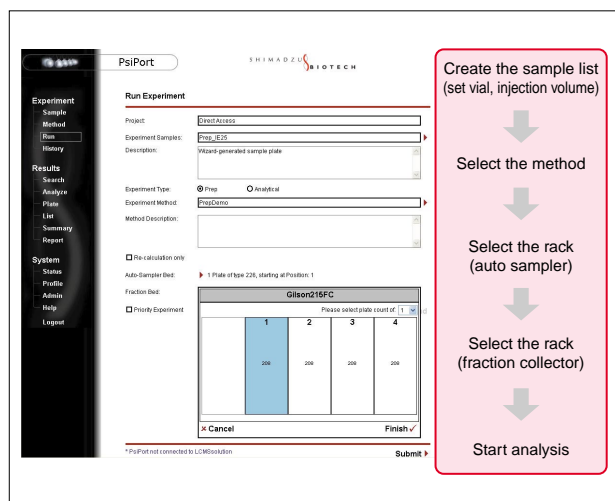 PsiPort
SHIMADZU
BIOTECH
Experiment
Sample
Method
Run
History
Results
Search
Analyze
Plate
List
Summary
Report
System
Status
Profile
Admin
Help
Logout
Run Experiment
Project:
Direct Access
Experiment Samples:
Prep_IE25
Description:
Wizard-generated sample plate
Experiment Type:
Prep
Analytical
Experiment Method:
PrepDemo
Method Description:
Re-calculation only
Auto-Sampler Bed:
1 Plate of type 226, starting at Position: 1
Fraction Bed:
Priority Experiment
Gilson215FC
Please select plate count of: 1
1 2 3 4
209 209 209 209
Cancel
Finish
* PsiPort not connected to LCMSsolution
Submit
Create the sample list
(set vial, injection volume)
Select the method
Select the rack
(auto sampler)
Select the rack
(fraction collector)
Start analysis